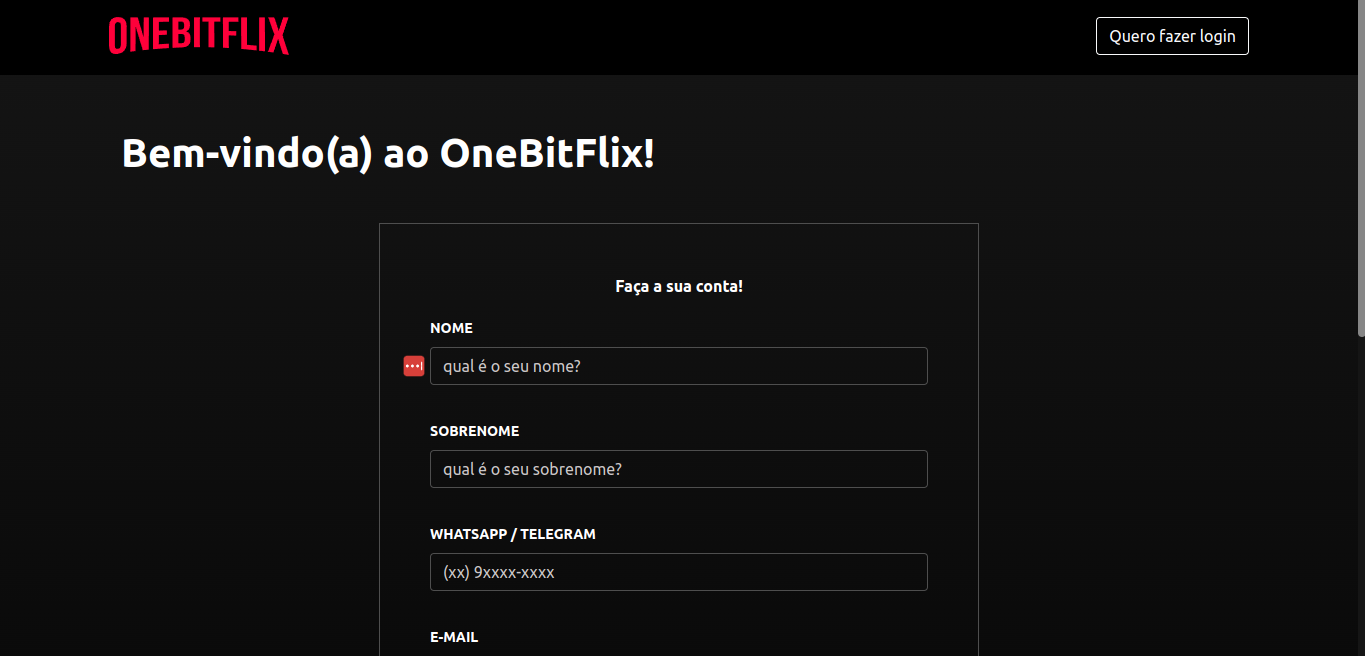 ONEBITFLIX
Quero fazer login
Bem-vindo(a) ao OneBitFlix!
Faça a sua conta!
NOME
qual é o seu nome?
SOBRENOME
qual é o seu sobrenome?
WHATSAPP / TELEGRAM
(xx) 9xxxx-xxxx
E-MAIL